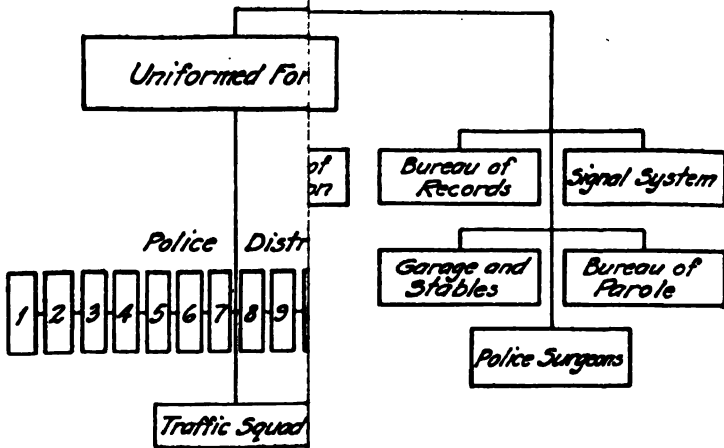 Uniformed For
of
on
Bureau of
Records
Signal System
Police Distr
1 2 3 4 5 6 7 8 9
Garage and
Stables
Bureau of
Parole
Police Surgeons
Traffic Squad